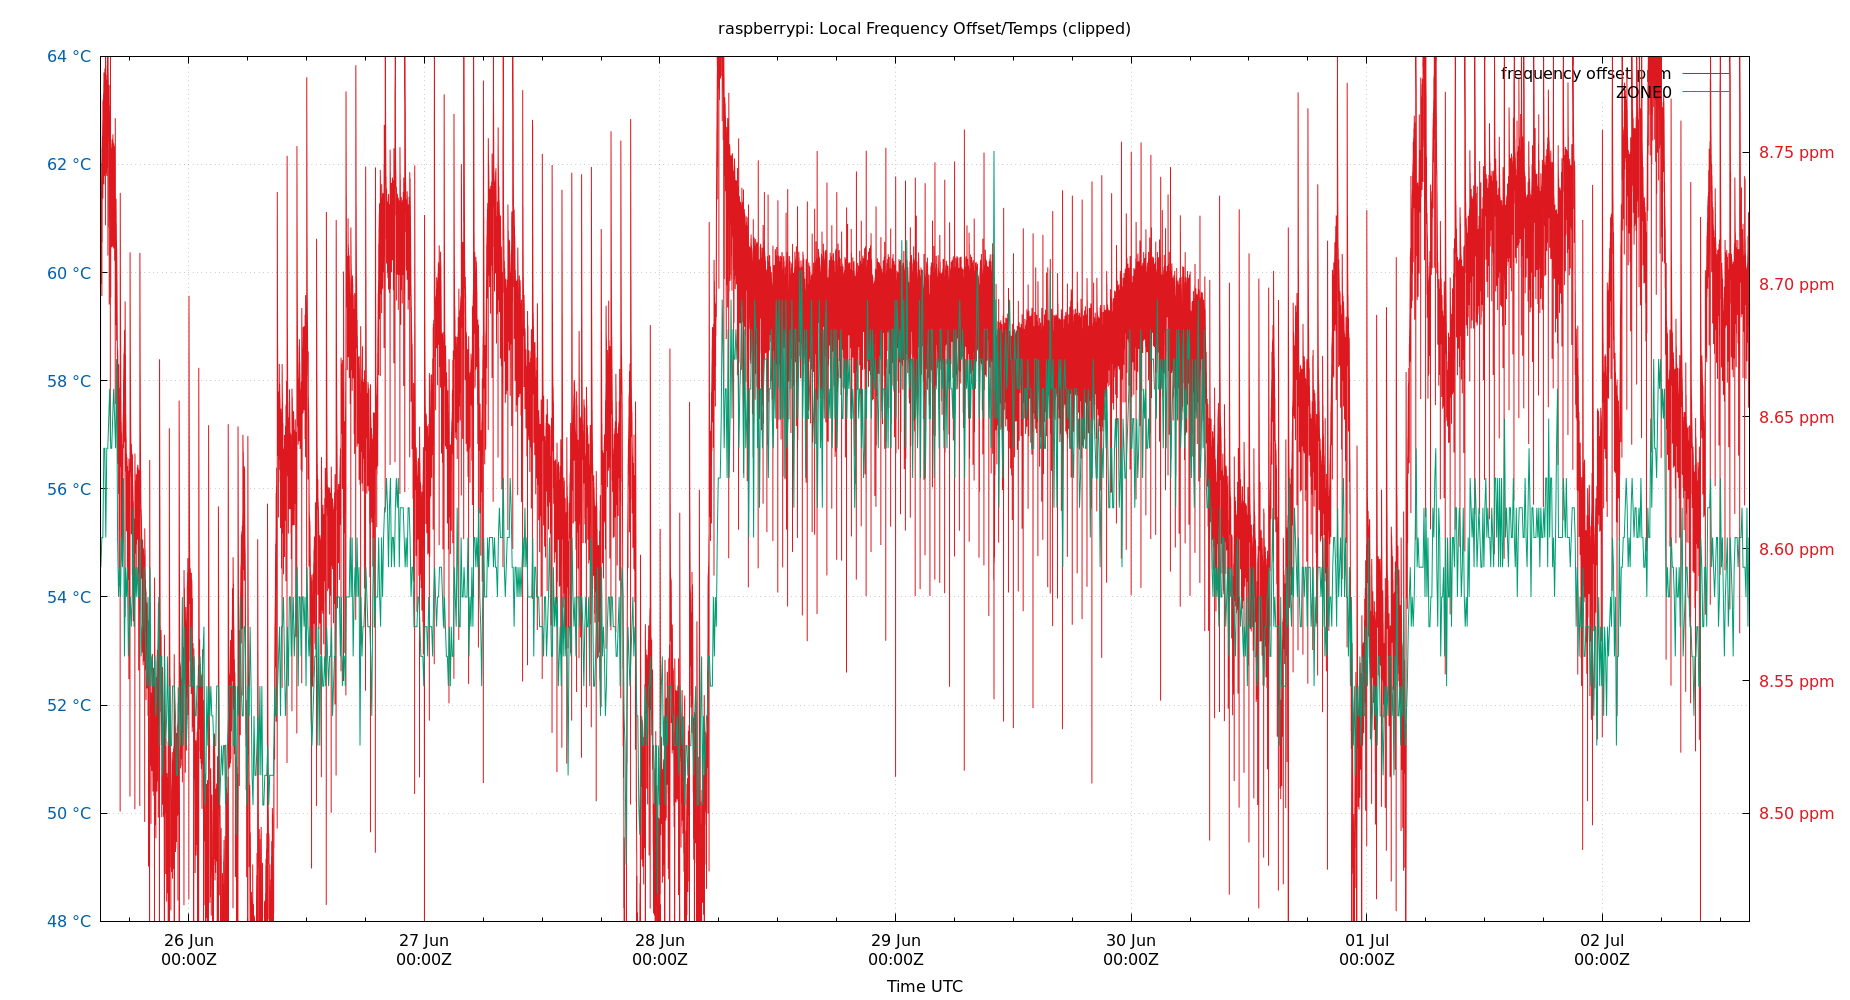 raspberrypi: Local Frequency Offset/Temps (clipped)
64 °C
62 °C
60 °C
58 °C
56 °C
54 °C
52 °C
50 °C
48 °C
frequency offset ppm
ZONE0
8.75 ppm
8.70 ppm
8.65 ppm
8.60 ppm
8.55 ppm
8.50 ppm
26 Jun
00:00Z
27 Jun
00:00Z
28 Jun
00:00Z
29 Jun
00:00Z
30 Jun
00:00Z
01 Jul
00:00Z
02 Jul
00:00Z
Time UTC